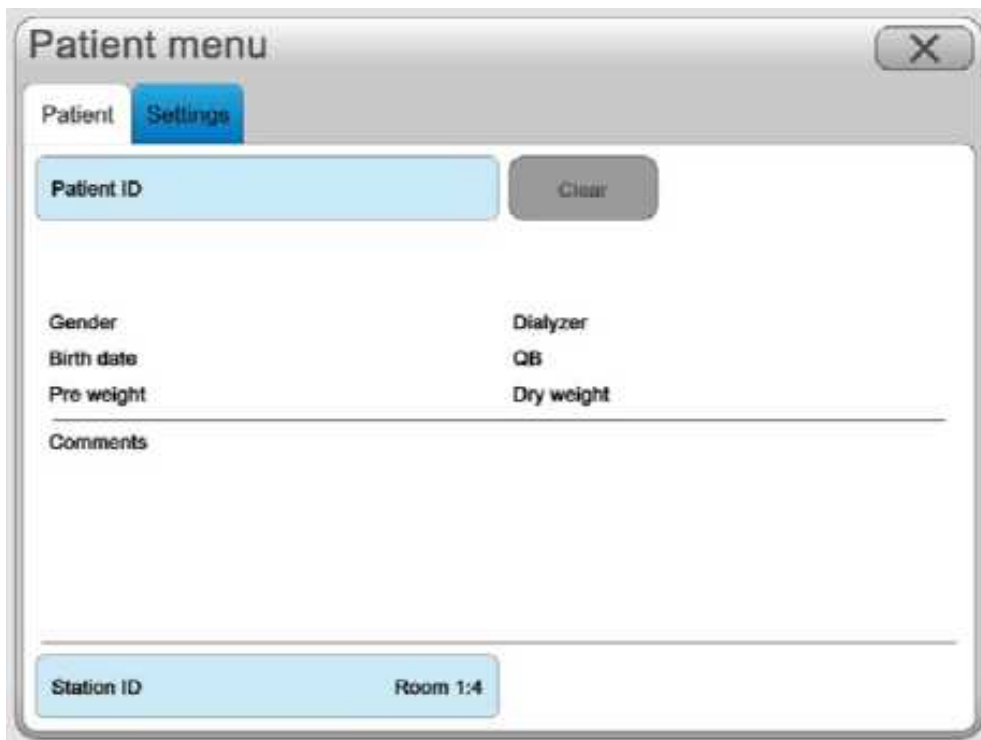 Patient menu
Patient Settings
Patient ID Clear
Gender Dialyzer
Birth date QB
Pre weight Dry weight
Comments
Station ID Room 1:4